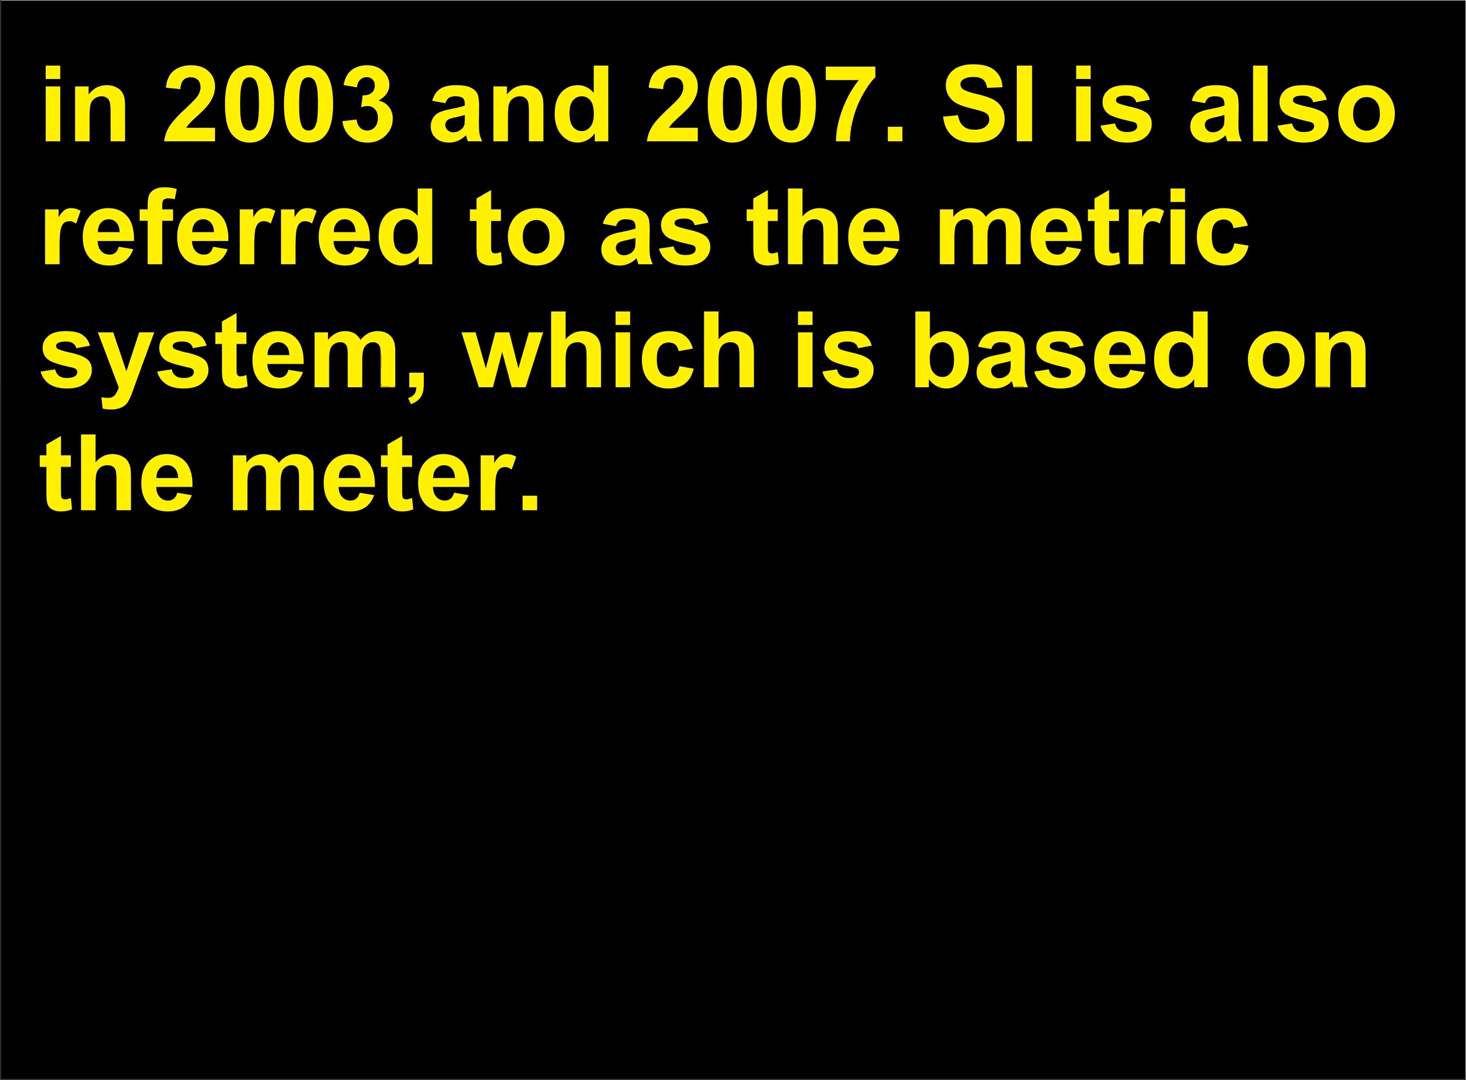 in 2003 and 2007. SI is also
referred to as the metric
system, which is based on
the meter.